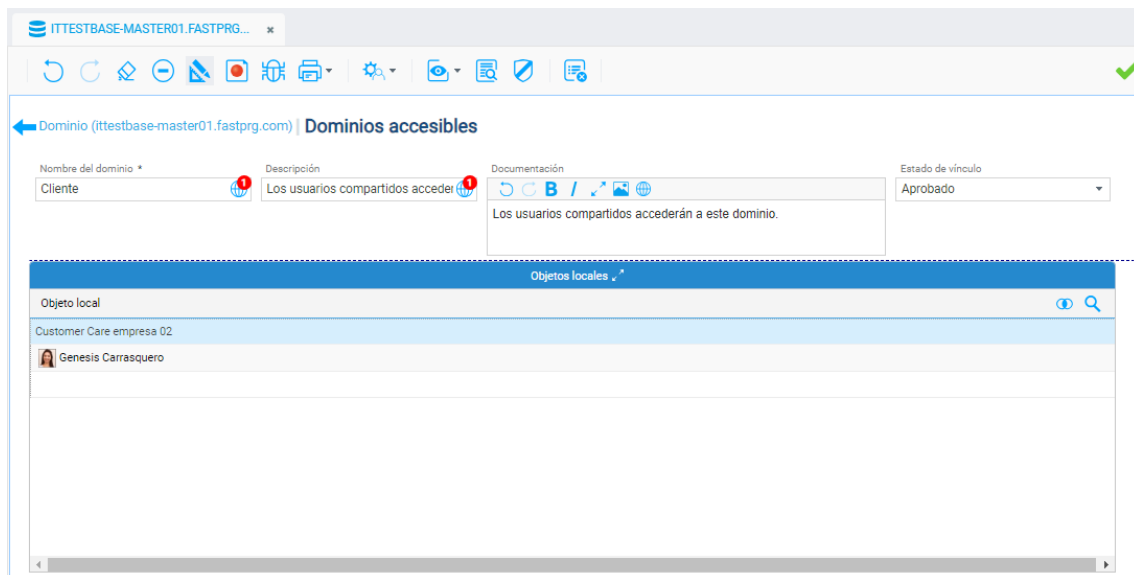 ITTESTBASE-MASTER01.FASTPRG...
Dominio (ittestbase-master01.fastprg.com) | Dominios accesibles
Nombre del dominio *
Cliente
1
Descripción
Los usuarios compartidos acceder
1
Documentación
B I
Los usuarios compartidos accederán a este dominio.
Estado de vínculo
Aprobado
Objetos locales
Objeto local
Customer Care empresa 02
Genesis Carrasquero